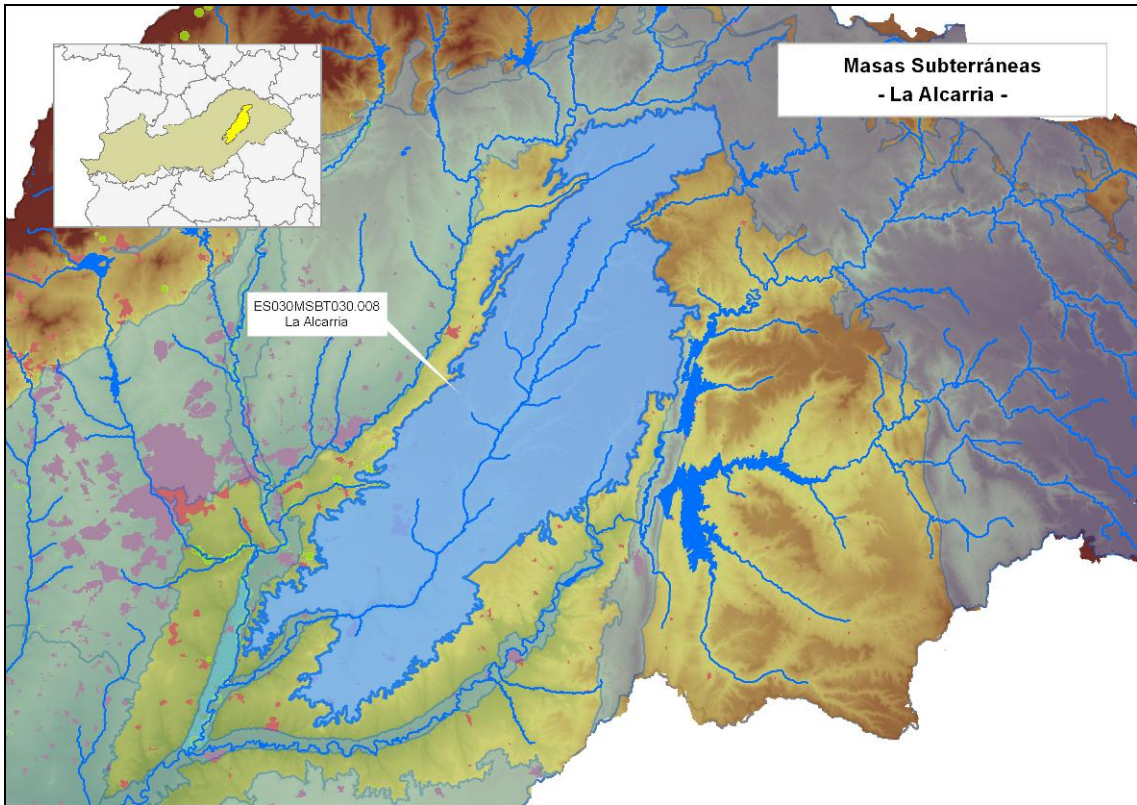 Masas Subterráneas
- La Alcarria -
ES030MSBT030.008
La Alcarria